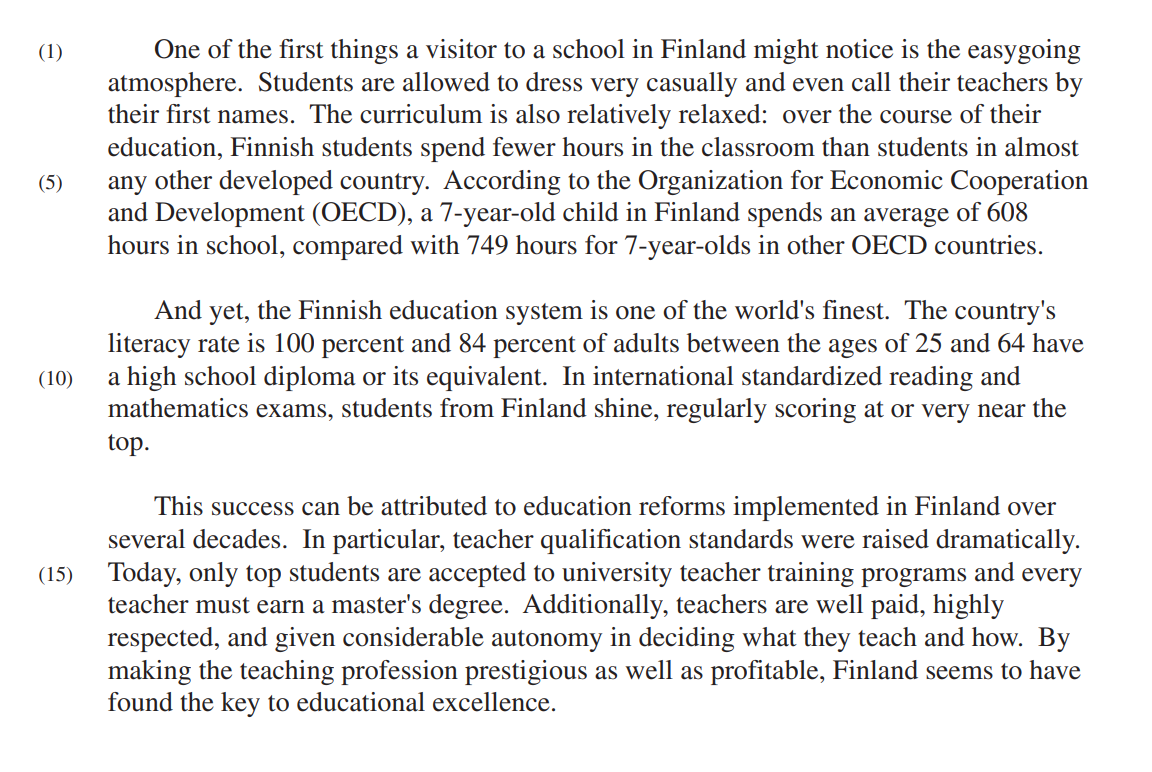 (1) One of the first things a visitor to a school in Finland might notice is the easygoing
atmosphere. Students are allowed to dress very casually and even call their teachers by
their first names. The curriculum is also relatively relaxed: over the course of their
education, Finnish students spend fewer hours in the classroom than students in almost
(5) any other developed country. According to the Organization for Economic Cooperation
and Development (OECD), a 7-year-old child in Finland spends an average of 608
hours in school, compared with 749 hours for 7-year-olds in other OECD countries.
And yet, the Finnish education system is one of the world's finest. The country's
literacy rate is 100 percent and 84 percent of adults between the ages of 25 and 64 have
(10) a high school diploma or its equivalent. In international standardized reading and
mathematics exams, students from Finland shine, regularly scoring at or very near the
top.
This success can be attributed to education reforms implemented in Finland over
several decades. In particular, teacher qualification standards were raised dramatically.
(15) Today, only top students are accepted to university teacher training programs and every
teacher must earn a master's degree. Additionally, teachers are well paid, highly
respected, and given considerable autonomy in deciding what they teach and how. By
making the teaching profession prestigious as well as profitable, Finland seems to have
found the key to educational excellence.